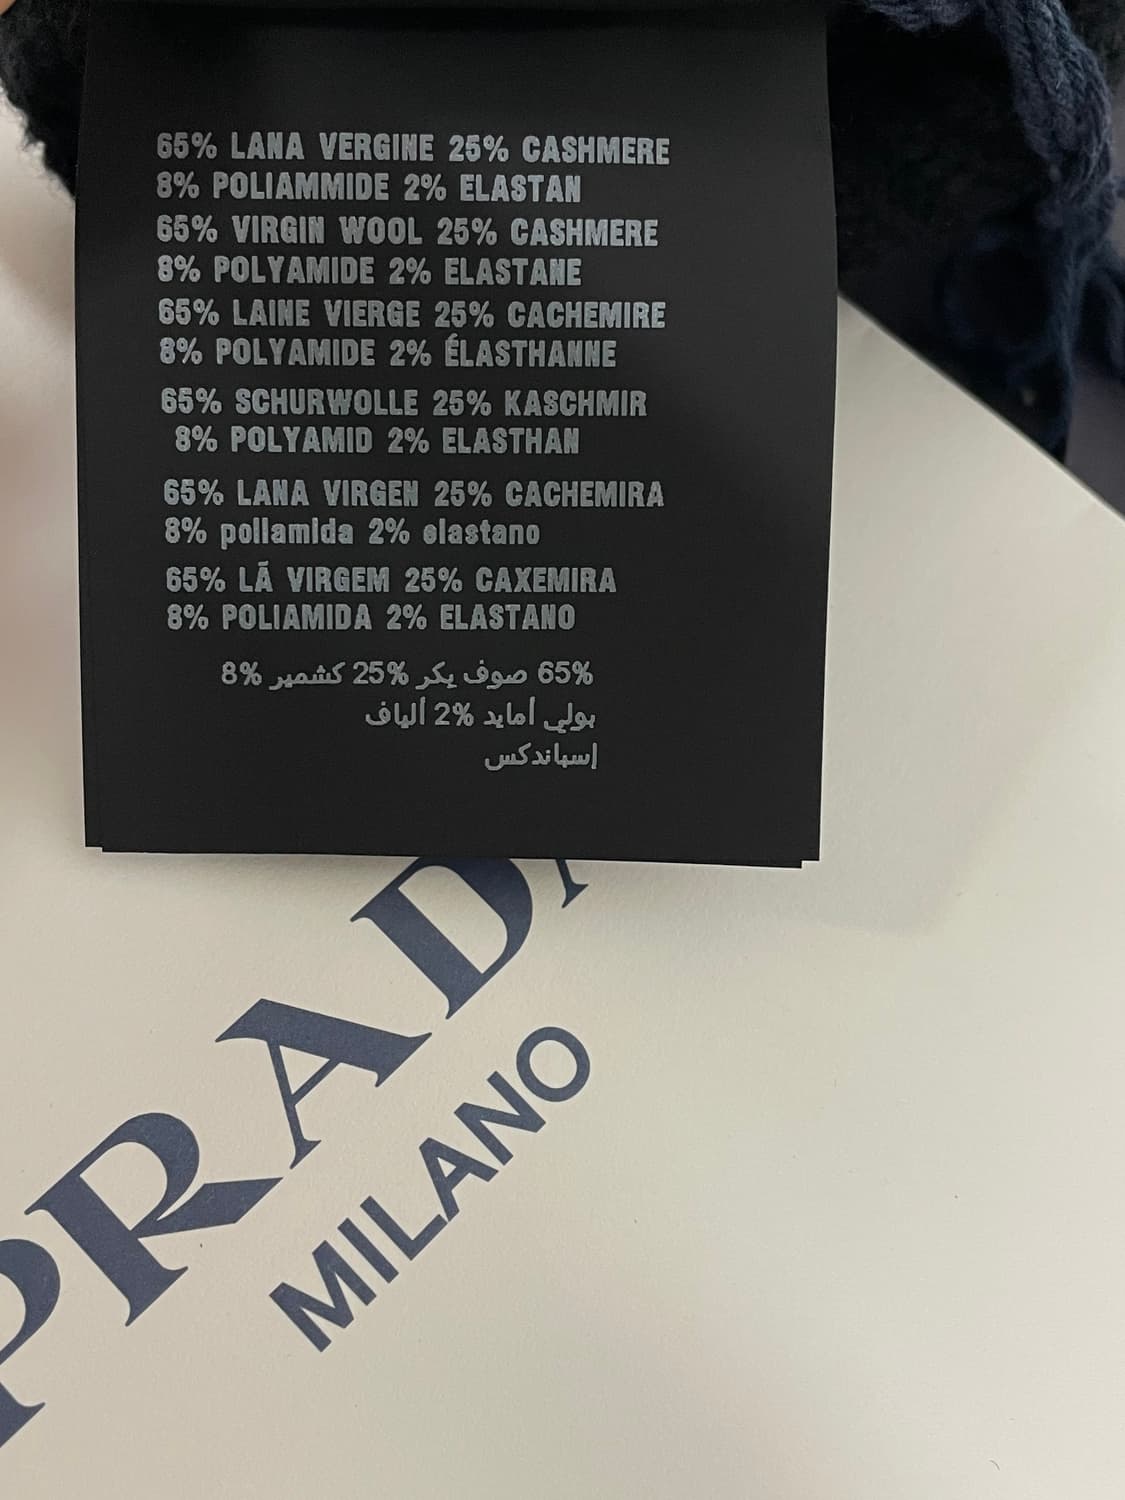 65% LANA VERGINE 25% CASHMERE
8% POLIAMMIDE 2% ELASTAN
65% VIRGIN WOOL 25% CASHMERE
8% POLYAMIDE 2% ELASTANE
65% LAINE VIERGE 25% CACHEMIRE
8% POLYAMIDE 2% ÉLASTHANNE
65% SCHURWOLLE 25% KASCHMIR
8% POLYAMID 2% ELASTHAN
65% LANA VIRGEN 25% CACHEMIRA
8% poliamida 2% elastano
65% LÃ VIRGEM 25% CAXEMIRA
8% POLIAMIDA 2% ELASTANO
65% صوف يكر 25% كشمير 8%
بولي أمايد 2% ألياف
إسباندكس
PRADA
MILANO